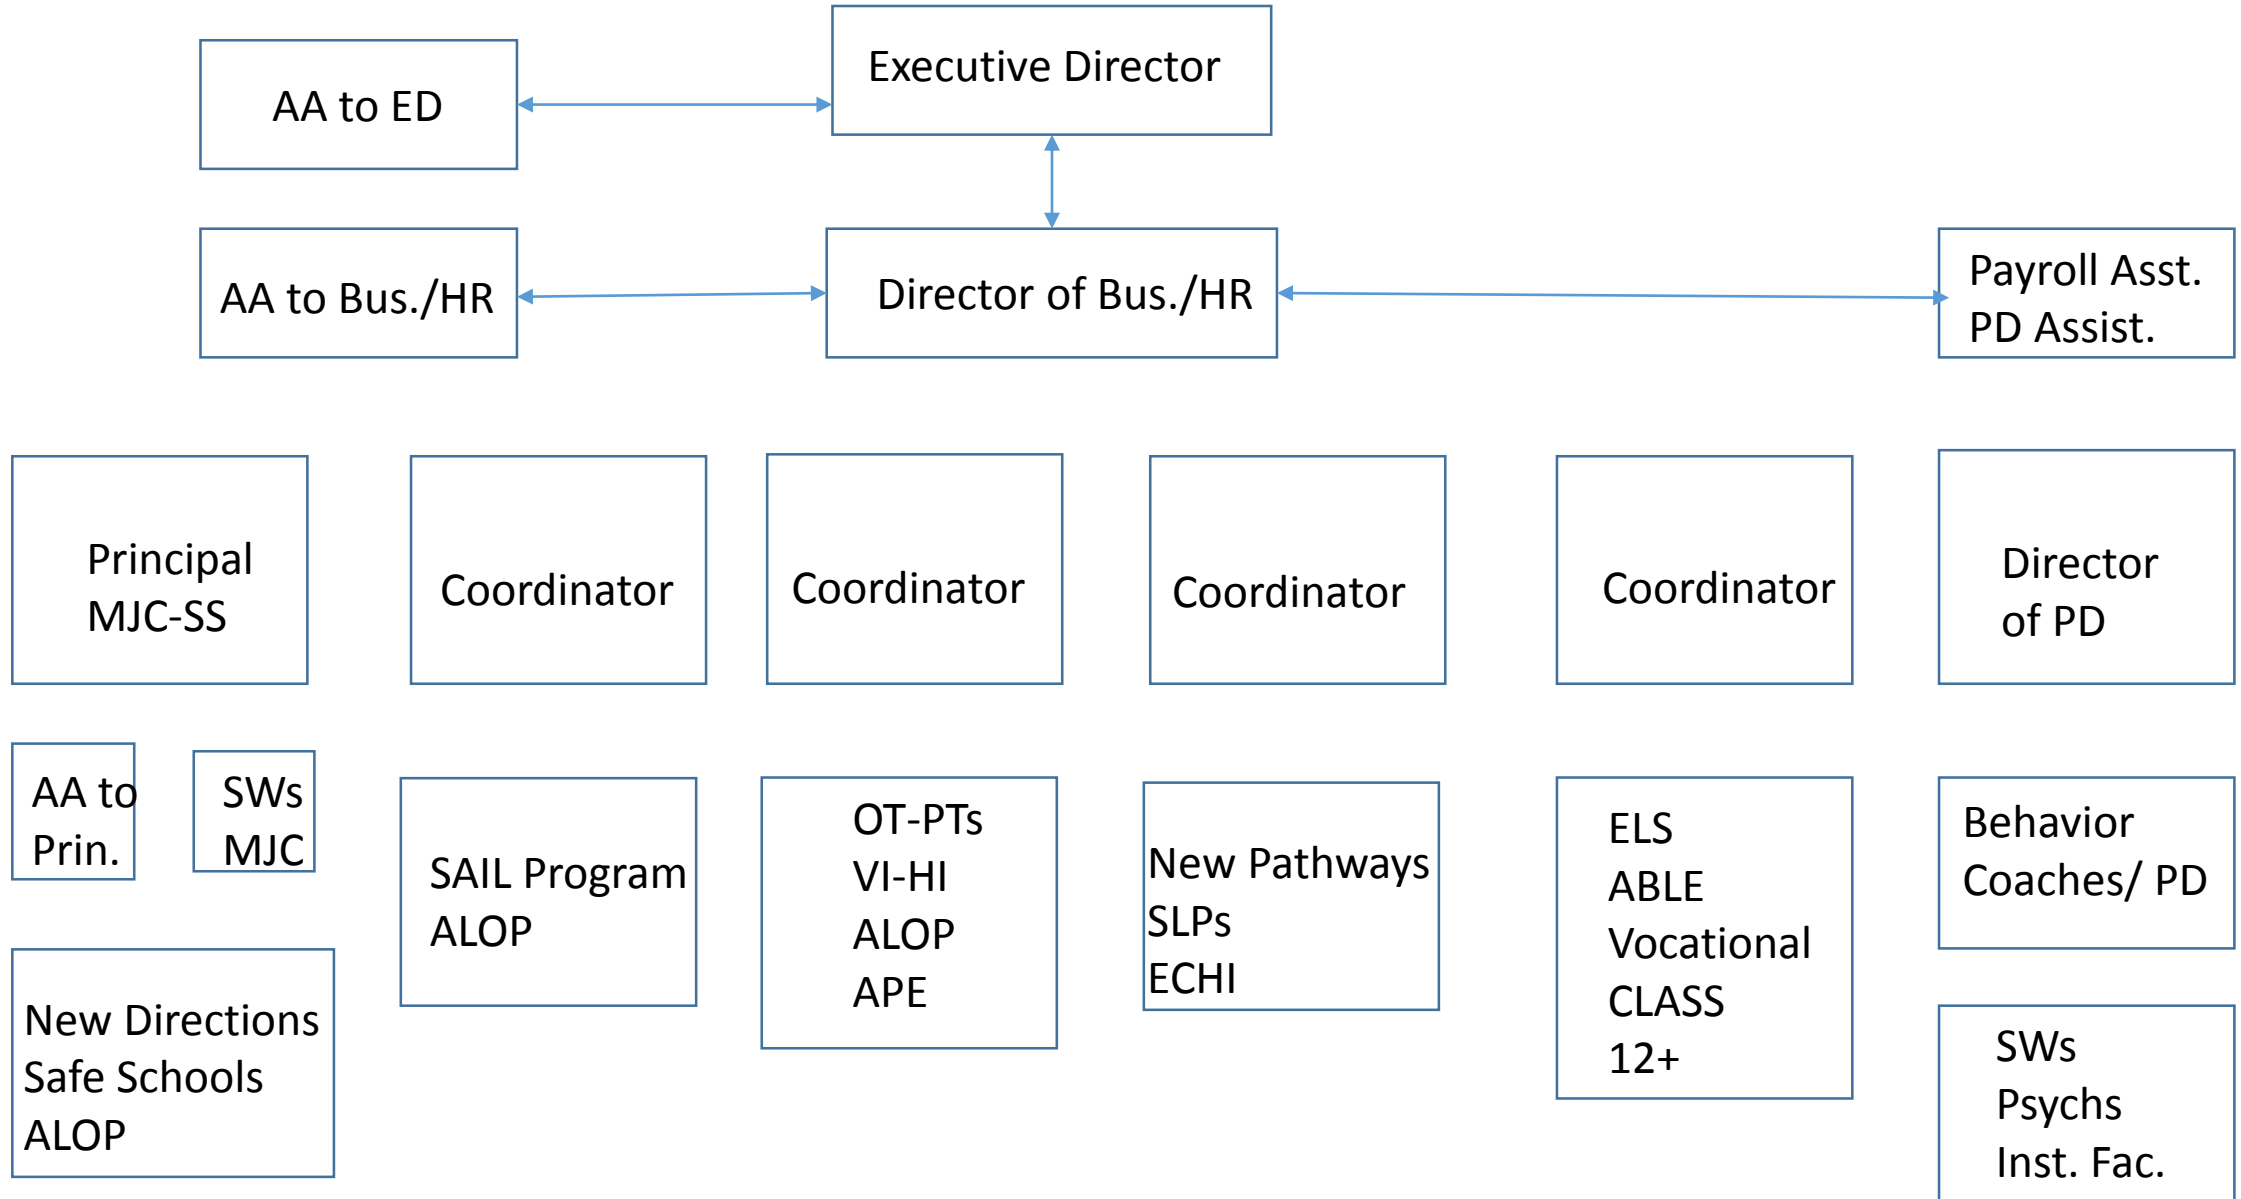 Executive Director
AA to ED
AA to Bus./HR
Director of Bus./HR
Payroll Asst.
PD Assist.
Principal
MJC-SS
Coordinator
Coordinator
Coordinator
Coordinator
Director
of PD
AA to
Prin.
SWs
MJC
New Directions
Safe Schools
ALOP
SAIL Program
ALOP
OT-PTs
VI-HI
ALOP
APE
New Pathways
SLPs
ECHI
ELS
ABLE
Vocational
CLASS
12+
Behavior
Coaches/ PD
SWs
Psychs
Inst. Fac.